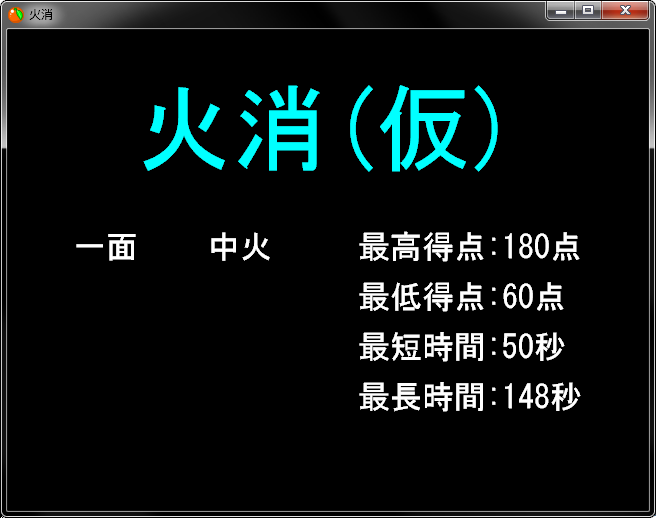 火消
火消(仮)
一面 中火 最高得点:180点
最低得点:60点
最短時間:50秒
最長時間:148秒